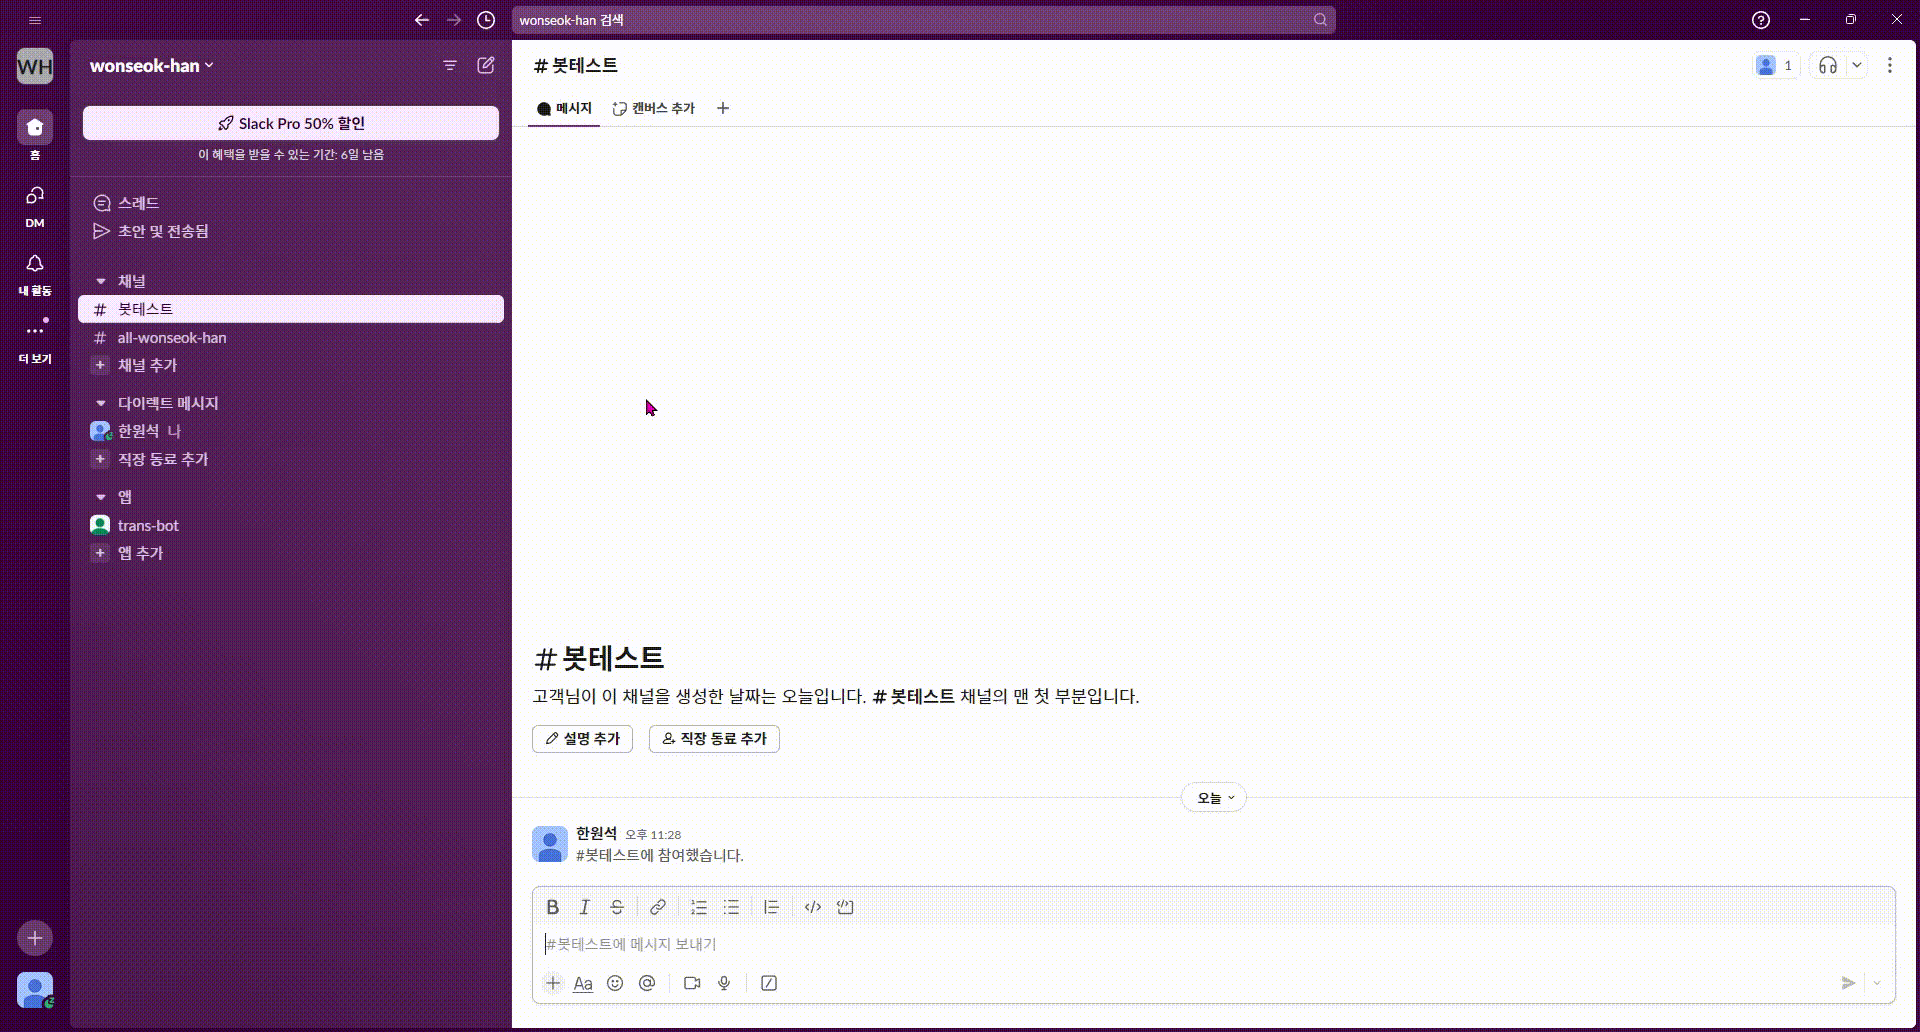 wonseok-han 검색
WH
홈
DM
내 활동
더 보기
wonseok-han
Slack Pro 50% 할인
이 혜택을 받을 수 있는 기간: 6일 남음
스레드
초안 및 전송됨
채널
# 봇테스트
# all-wonseok-han
+ 채널 추가
다이렉트 메시지
한원석 나
+ 직장 동료 추가
앱
trans-bot
+ 앱 추가
# 봇테스트
1
메시지
캔버스 추가
# 봇테스트
고객님이 이 채널을 생성한 날짜는 오늘입니다. # 봇테스트 채널의 맨 첫 부분입니다.
설명 추가
직장 동료 추가
오늘
한원석 오후 11:28
#봇테스트에 참여했습니다.
B I S
#봇테스트에 메시지 보내기
Aa